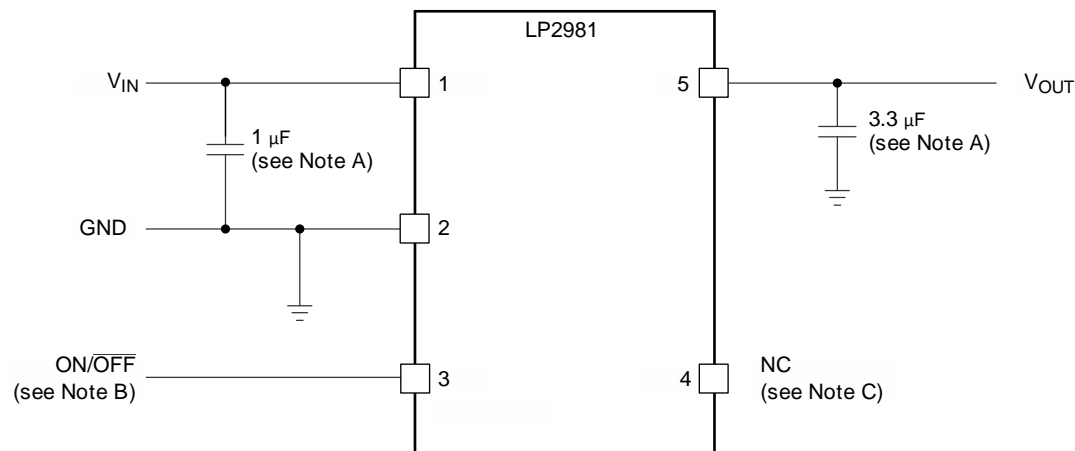 LP2981
V_IN
1
5
V_OUT
1 µF
(see Note A)
3.3 µF
(see Note A)
GND
2
ON/O̅F̅F̅
(see Note B)
3
4
NC
(see Note C)